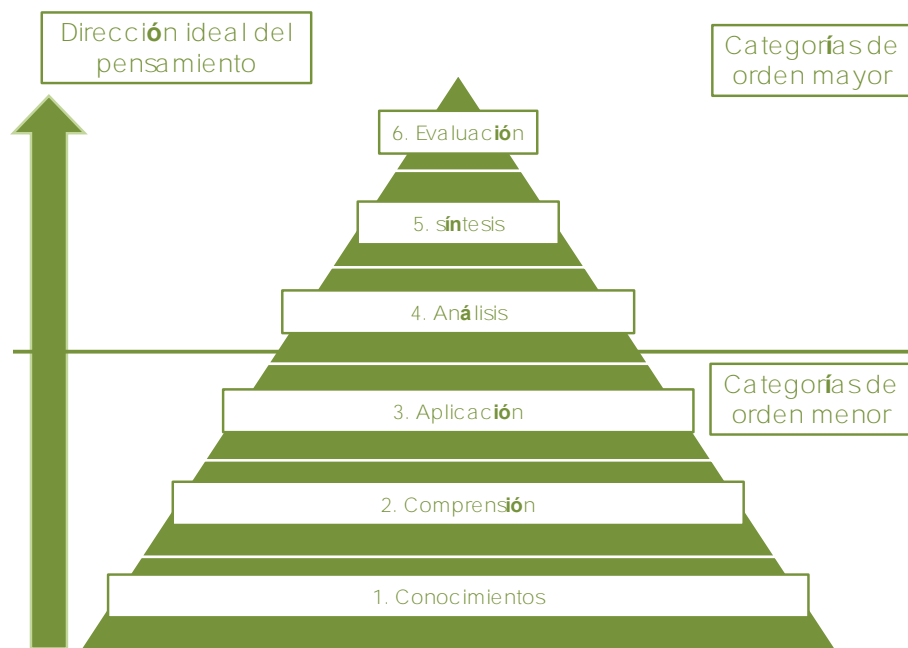 Dirección ideal del
pensamiento
Categorías de
orden mayor
6. Evaluación
5. síntesis
4. Análisis
Categorías de
orden menor
3. Aplicación
2. Comprensión
1. Conocimientos